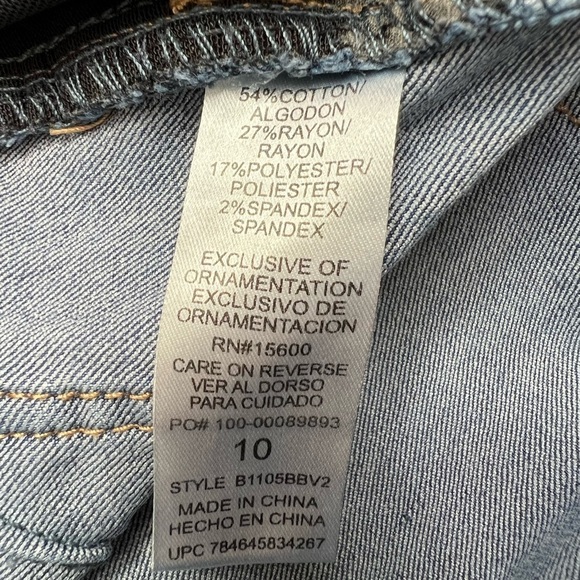 54%COTTON/
ALGODON
27%RAYON/
RAYON
17%POLYESTER/
POLIESTER
2%SPANDEX/
SPANDEX
EXCLUSIVE OF
ORNAMENTATION
EXCLUSIVO DE
ORNAMENTACION
RN#15600
CARE ON REVERSE
VER AL DORSO
PARA CUIDADO
PO# 100-00089893
10
STYLE B1105BBV2
MADE IN CHINA
HECHO EN CHINA
UPC 784645834267